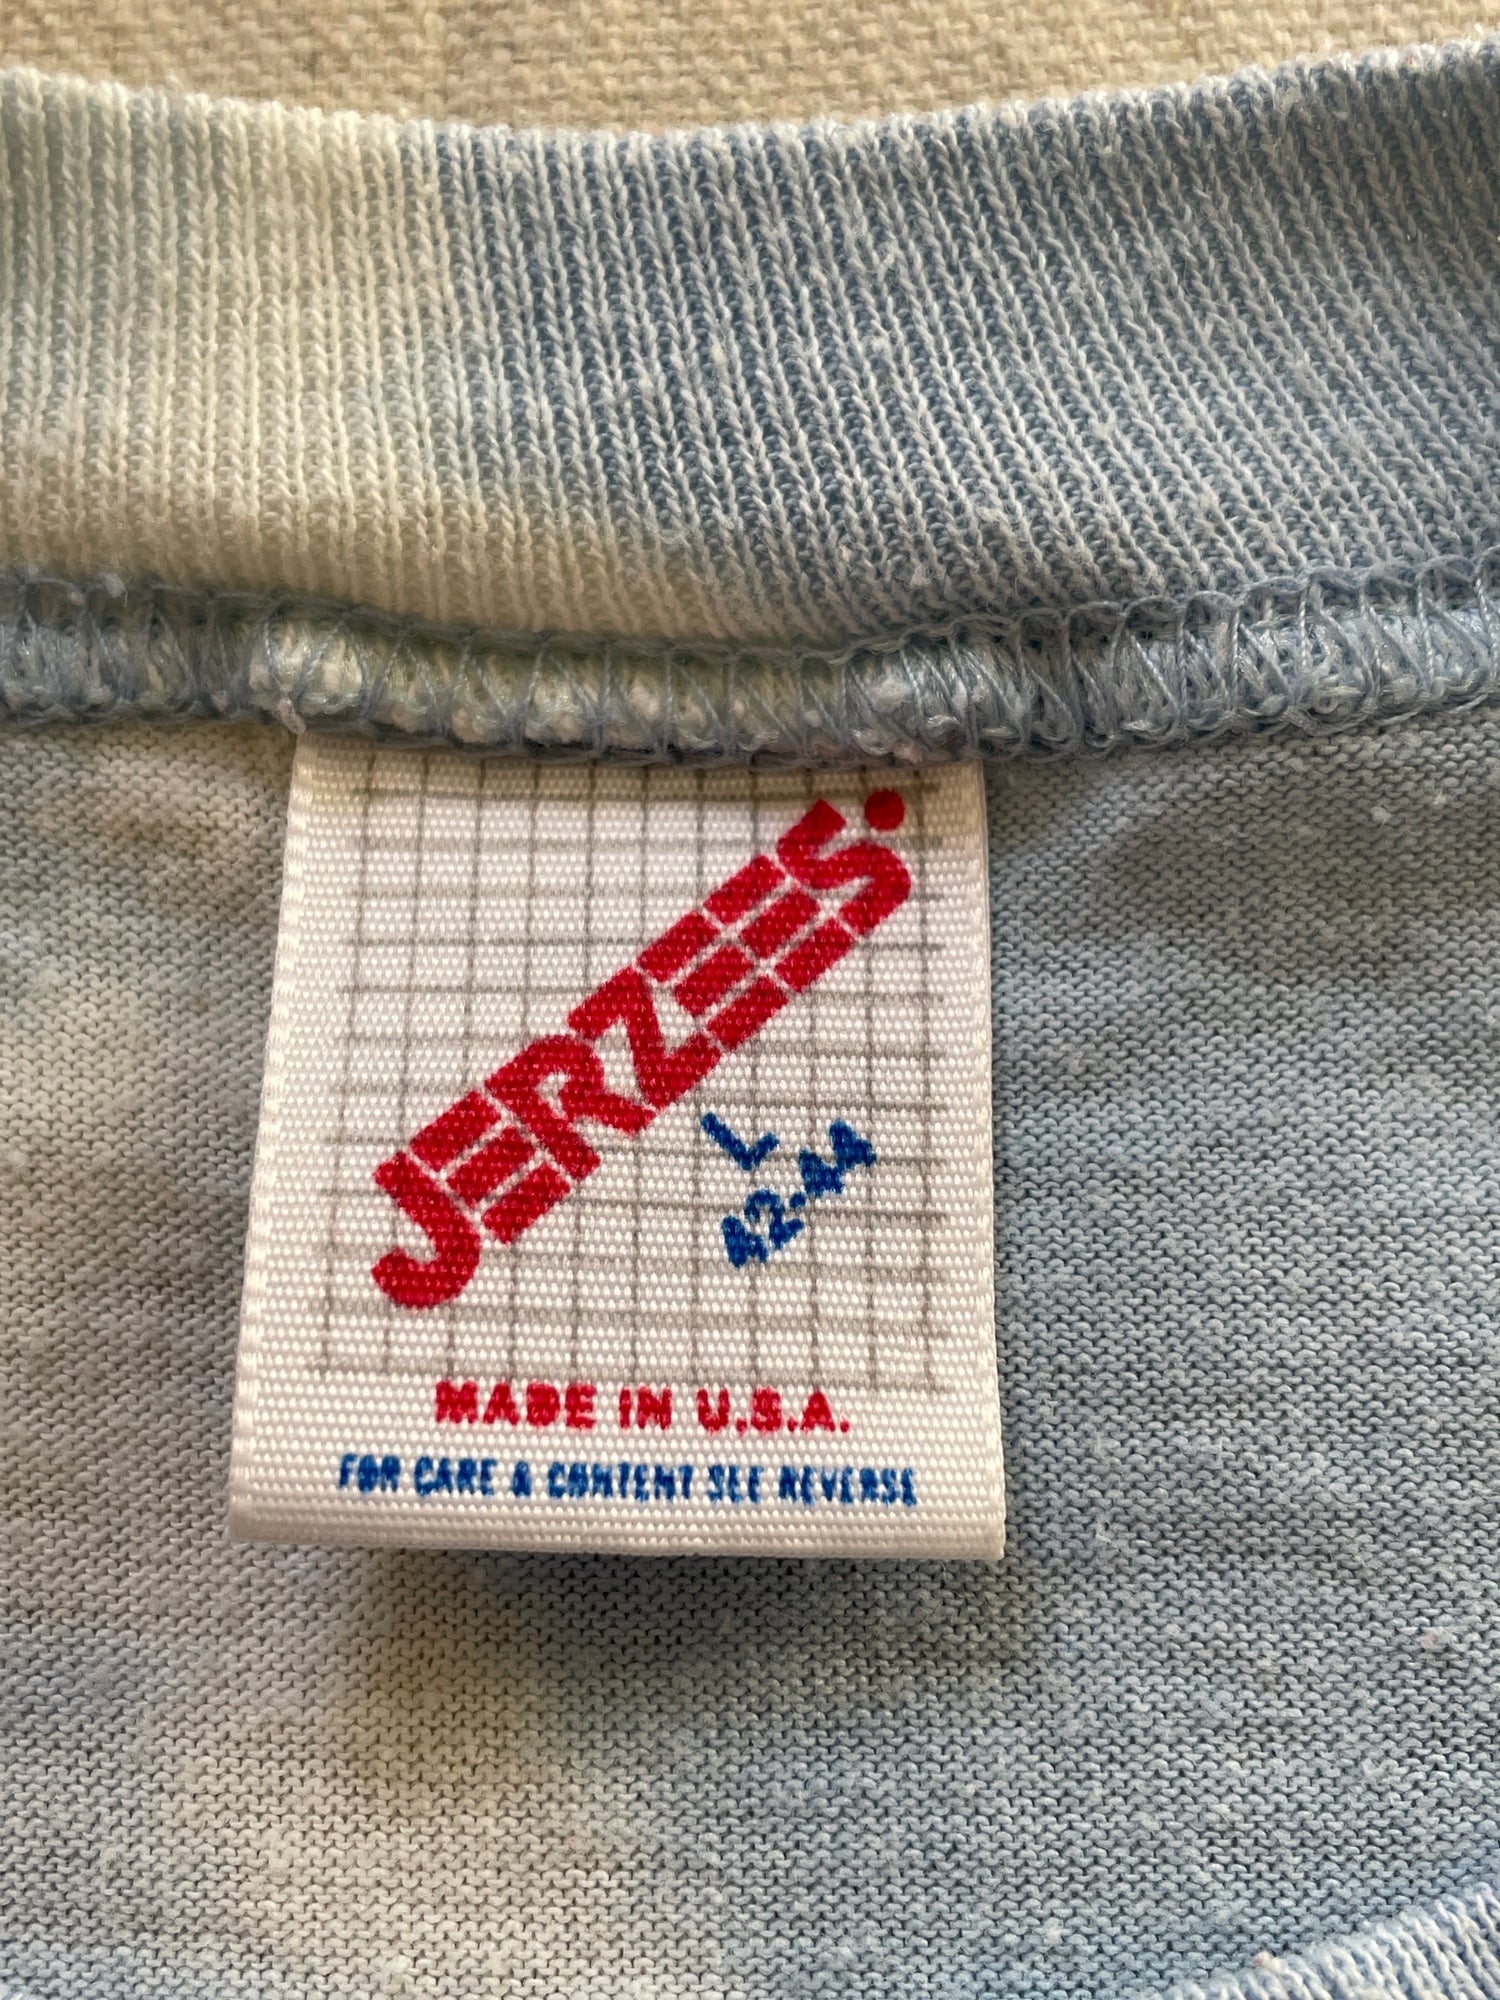 JERZEES.
L
42-44
MADE IN U.S.A.
FOR CARE & CONTENT SEE REVERSE